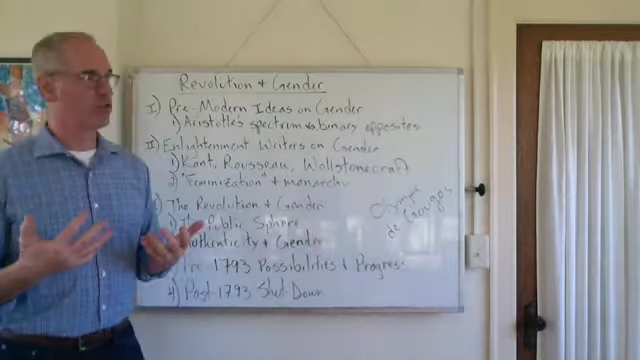 Revolution & Gender
I) Pre-Modern Ideas on Gender
1) Aristotle's spectrum vs binary opposites
II) Enlightenment Writers on Gender
1) Kant, Rousseau, Wollstonecraft
2) "Feminization" & monarchy
) The Revolution & Gender
1) The Public Sphere
Authenticity & Gender
Pre-1793 Possibilities & Progress
4) Post-1793 Shut-Down
Olympe
de Gouges